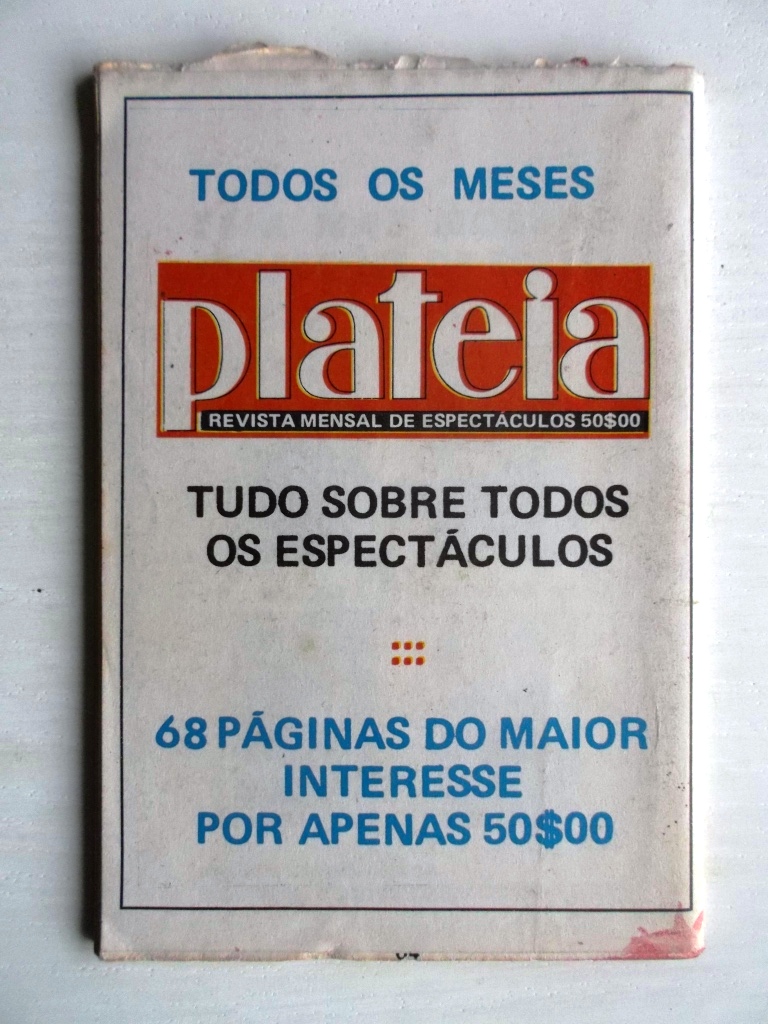 TODOS OS MESES
plateia
REVISTA MENSAL DE ESPECTÁCULOS 50$00
TUDO SOBRE TODOS
OS ESPECTÁCULOS
68 PÁGINAS DO MAIOR
INTERESSE
POR APENAS 50$00